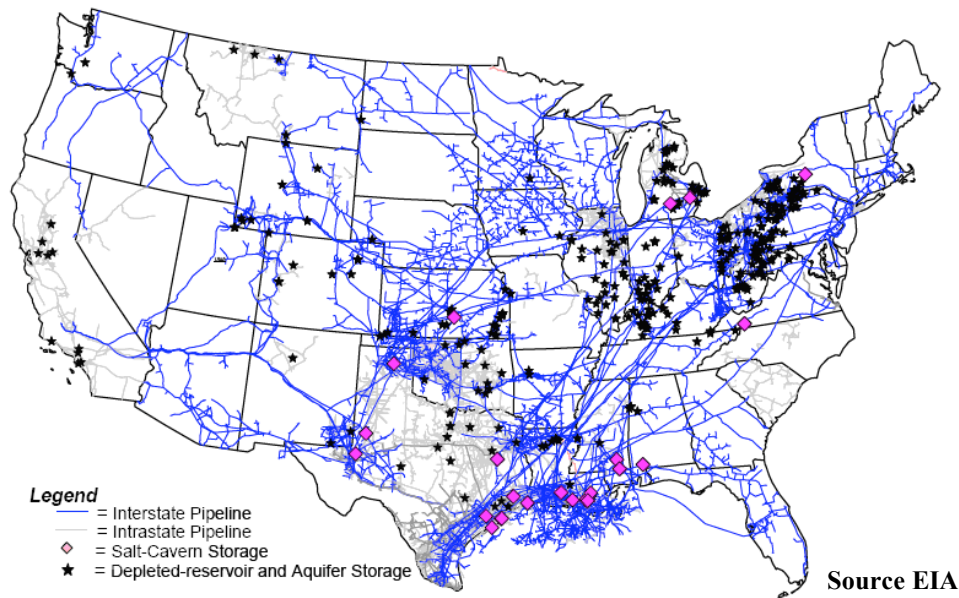 Legend
= Interstate Pipeline
= Intrastate Pipeline
= Salt-Cavern Storage
= Depleted-reservoir and Aquifer Storage
Source EIA